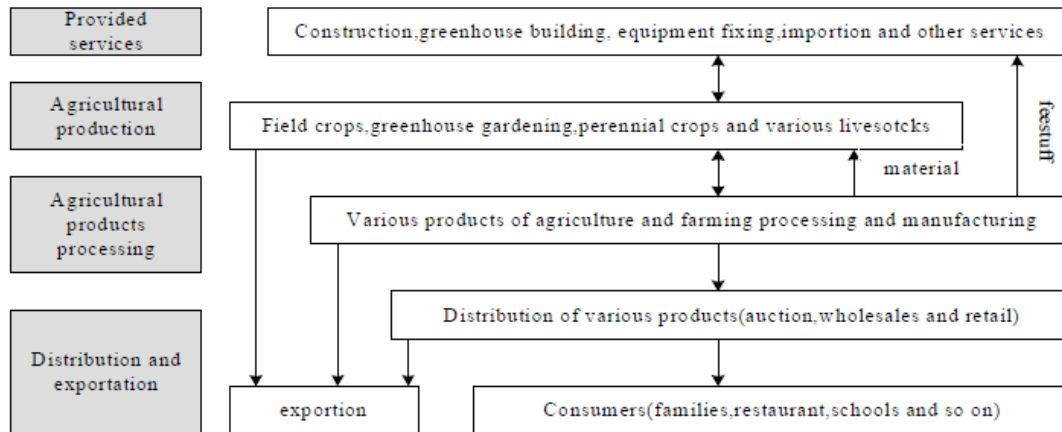 Provided
services
Construction,greenhouse building, equipment fixing,importion and other services
Agricultural
production
Field crops,greenhouse gardening,perennial crops and various livesotcks
feestuff
material
Agricultural
products
processing
Various products of agriculture and farming processing and manufacturing
Distribution of various products(auction,wholesales and retail)
Distribution and
exportation
exportion
Consumers(families,restaurant,schools and so on)